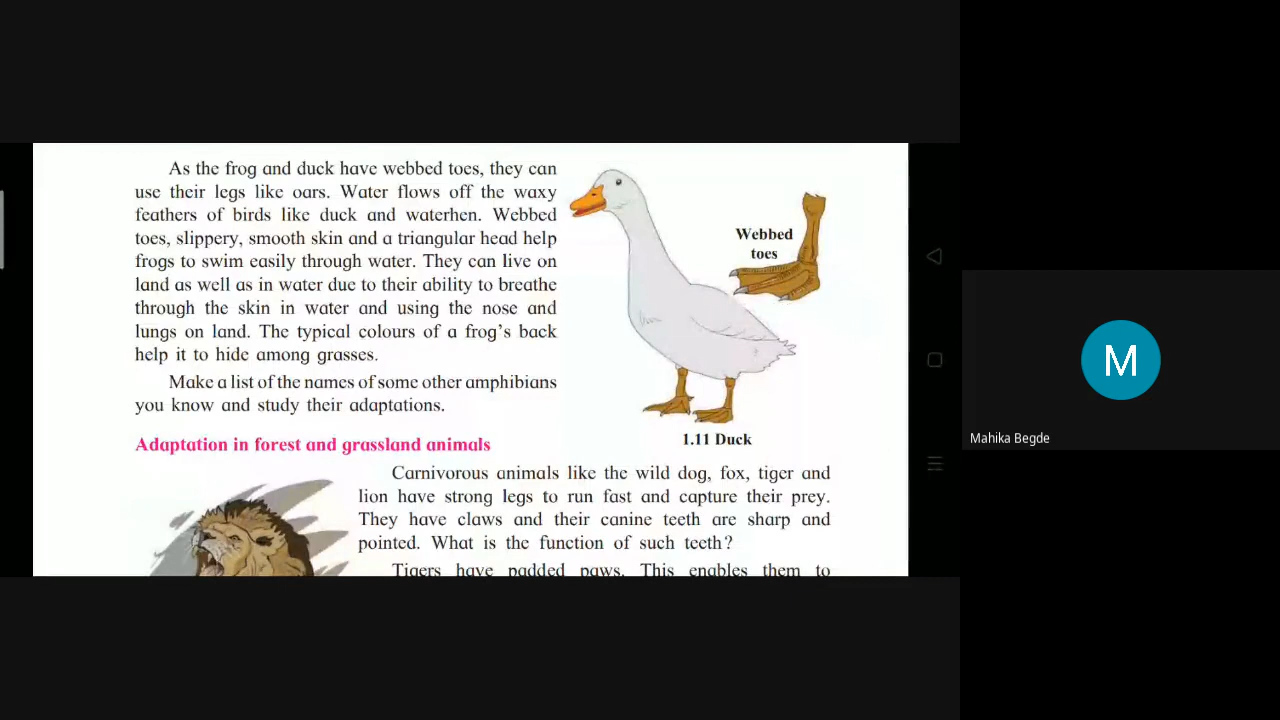 As the frog and duck have webbed toes, they can
use their legs like oars. Water flows off the waxy
feathers of birds like duck and waterhen. Webbed
toes, slippery, smooth skin and a triangular head help
frogs to swim easily through water. They can live on
land as well as in water due to their ability to breathe
through the skin in water and using the nose and
lungs on land. The typical colours of a frog's back
help it to hide among grasses.
Make a list of the names of some other amphibians
you know and study their adaptations.
Webbed
toes
1.11 Duck
Adaptation in forest and grassland animals
Carnivorous animals like the wild dog, fox, tiger and
lion have strong legs to run fast and capture their prey.
They have claws and their canine teeth are sharp and
pointed. What is the function of such teeth?
Tigers have padded paws. This enables them to
M
Mahika Begde